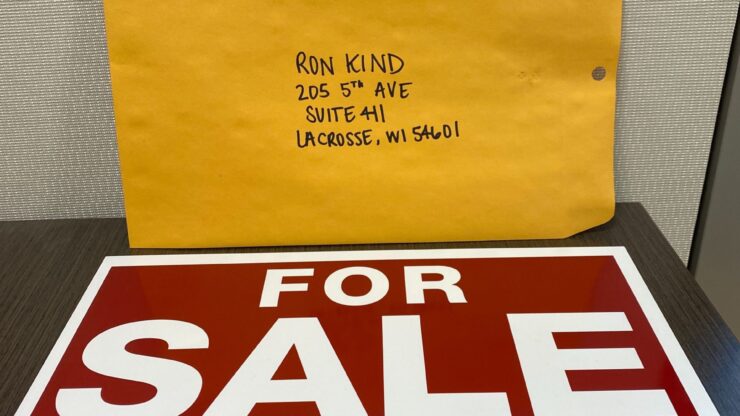 RON KIND
205 5TH AVE
SUITE 411
LACROSSE, WI 54601
FOR
SALE